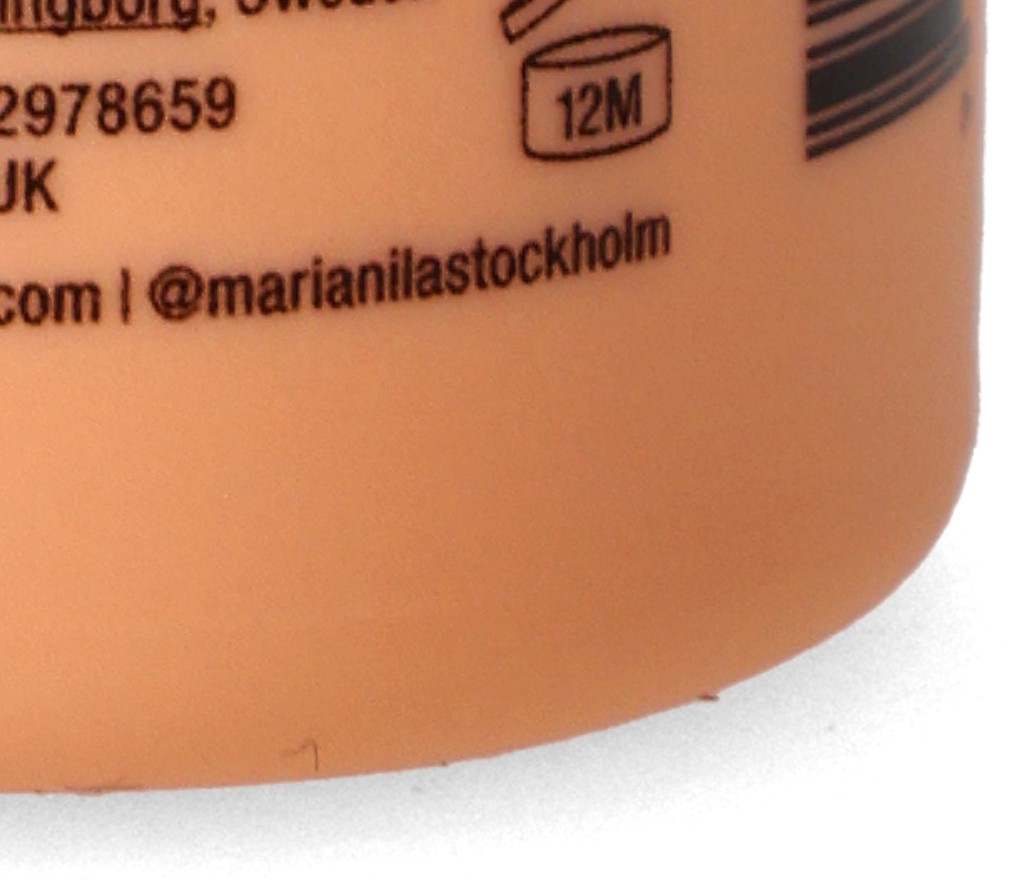 2978659
12M
UK
com | @marianilastockholm